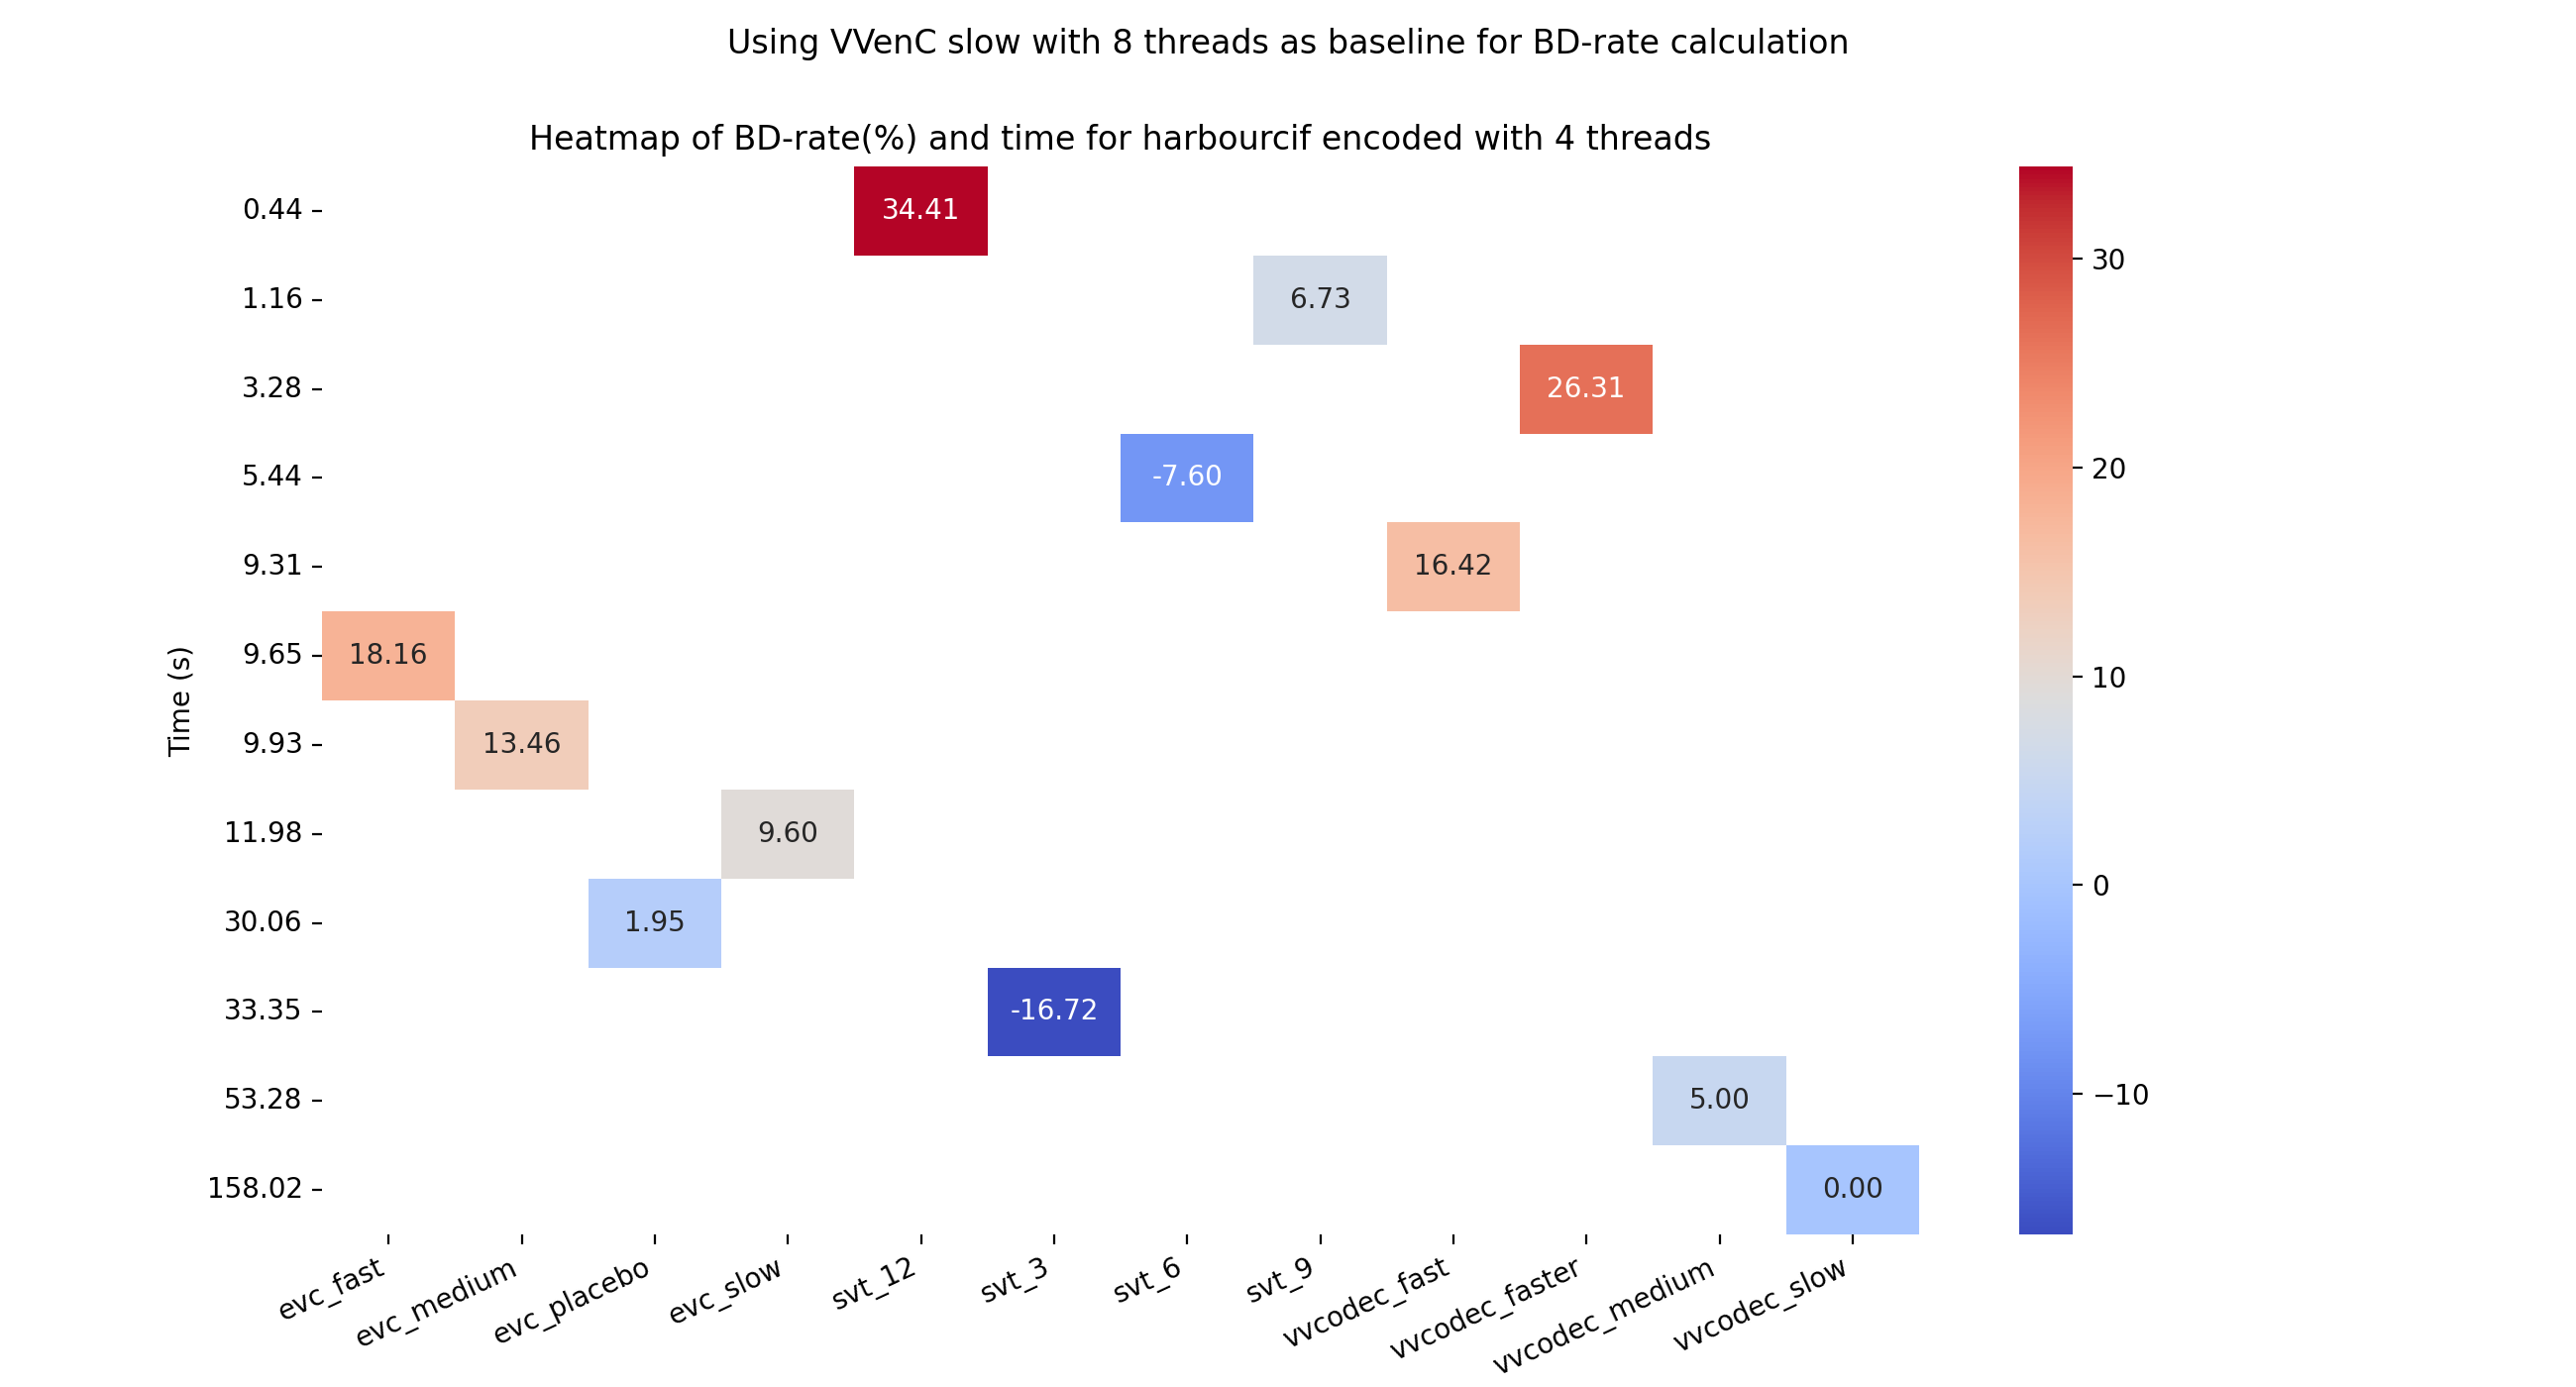 Using VVenC slow with 8 threads as baseline for BD-rate calculation
Heatmap of BD-rate(%) and time for harbourcif encoded with 4 threads
Time (s)
0.44
34.41
1.16
6.73
3.28
26.31
5.44
-7.60
9.31
16.42
9.65
18.16
9.93
13.46
11.98
9.60
30.06
1.95
33.35
-16.72
53.28
5.00
158.02
0.00
evc_fast
evc_medium
evc_placebo
evc_slow
svt_12
svt_3
svt_6
svt_9
vvcodec_fast
vvcodec_faster
vvcodec_medium
vvcodec_slow
30
20
10
0
−10